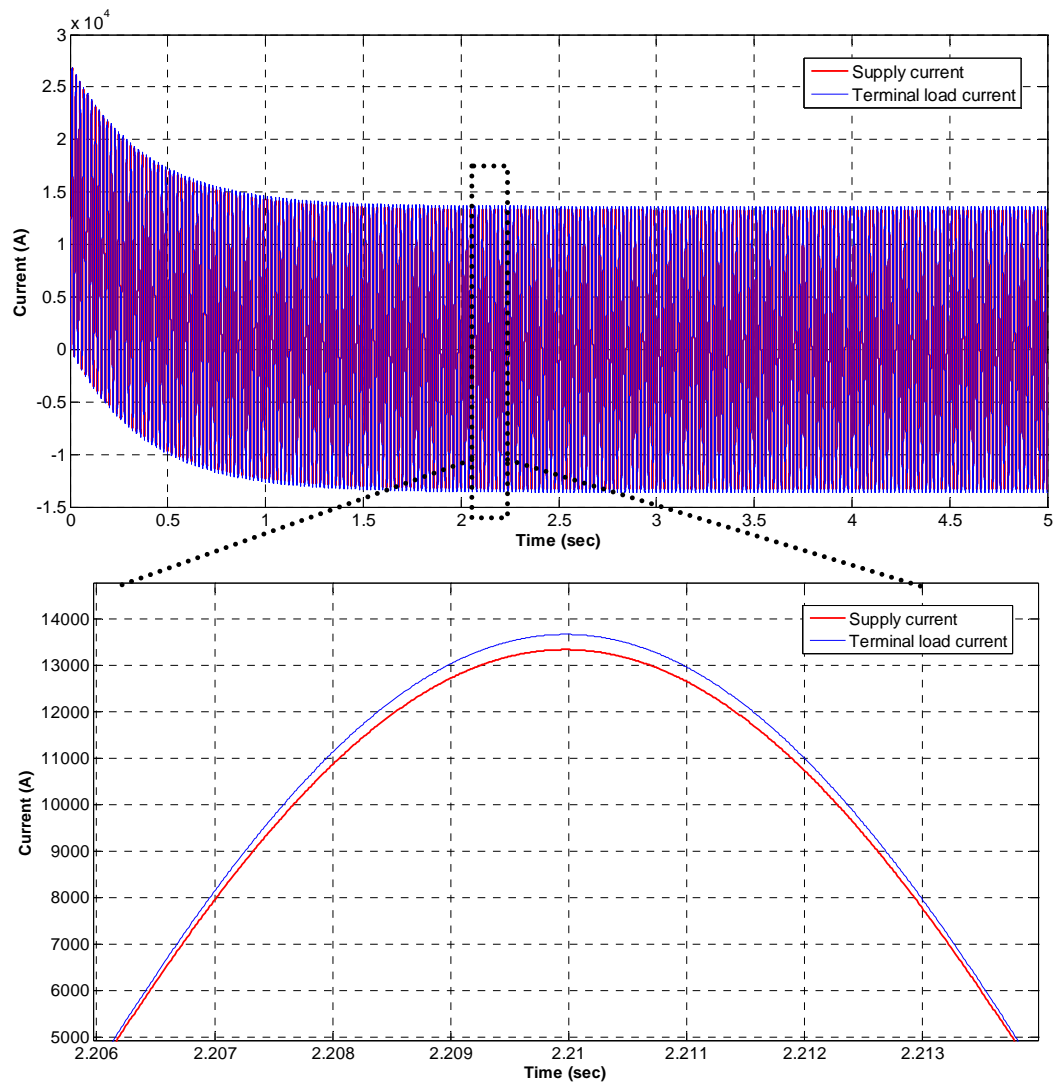 x 10^4
3
2.5
2
1.5
1
0.5
0
-0.5
-1
-1.5
Current (A)
Supply current
Terminal load current
0 0.5 1 1.5 2 2.5 3 3.5 4 4.5 5
Time (sec)
14000
13000
12000
11000
10000
9000
8000
7000
6000
5000
Current (A)
Supply current
Terminal load current
2.206 2.207 2.208 2.209 2.21 2.211 2.212 2.213
Time (sec)